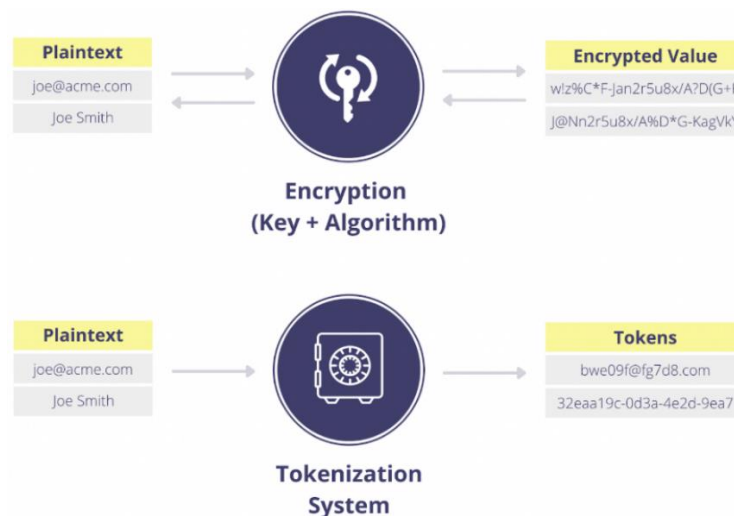 Plaintext
joe@acme.com
Joe Smith
Encryption
(Key + Algorithm)
Encrypted Value
w!z%C*F-Jan2r5u8x/A?D(G+
J@Nn2r5u8x/A%D*G-KagVk
Plaintext
joe@acme.com
Joe Smith
Tokenization
System
Tokens
bwe09f@fg7d8.com
32eaa19c-0d3a-4e2d-9ea7